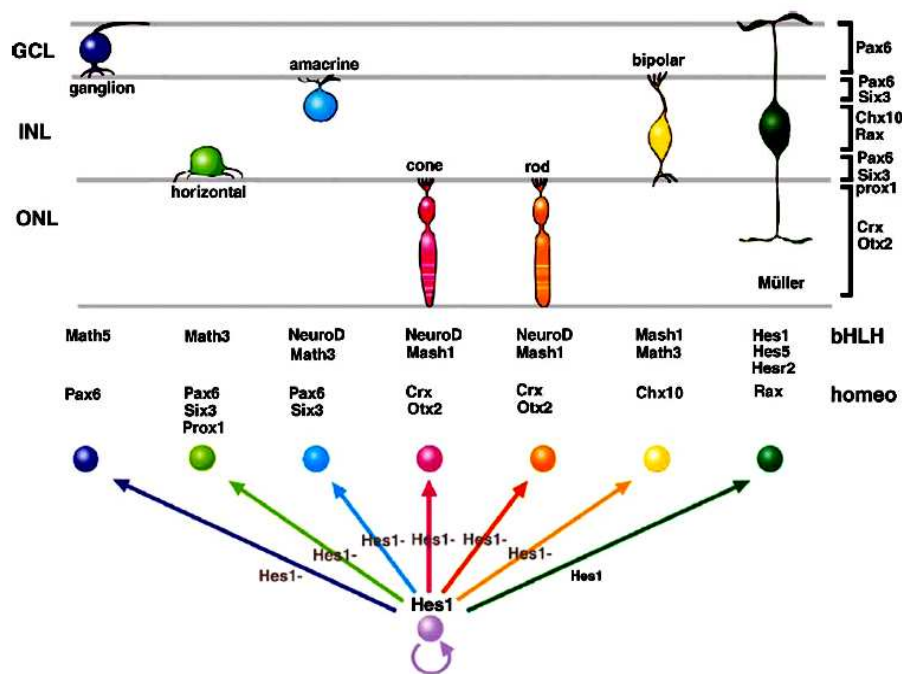 GCL
ganglion
amacrine
bipolar
Pax6
Pax6
Six3
INL
Chx10
Rax
horizontal
cone
rod
Pax6
Six3
ONL
prox1
Crx
Otx2
Müller
Math5 Math3 NeuroD NeuroD NeuroD Mash1 Hes1 bHLH
Math3 Mash1 Mash1 Math3 Hes5
Hesr2
Pax6 Pax6 Pax6 Crx Crx Chx10 Rax homeo
Six3 Six3 Otx2 Otx2
Prox1
Hes1- Hes1- Hes1- Hes1- Hes1- Hes1- Hes1
Hes1